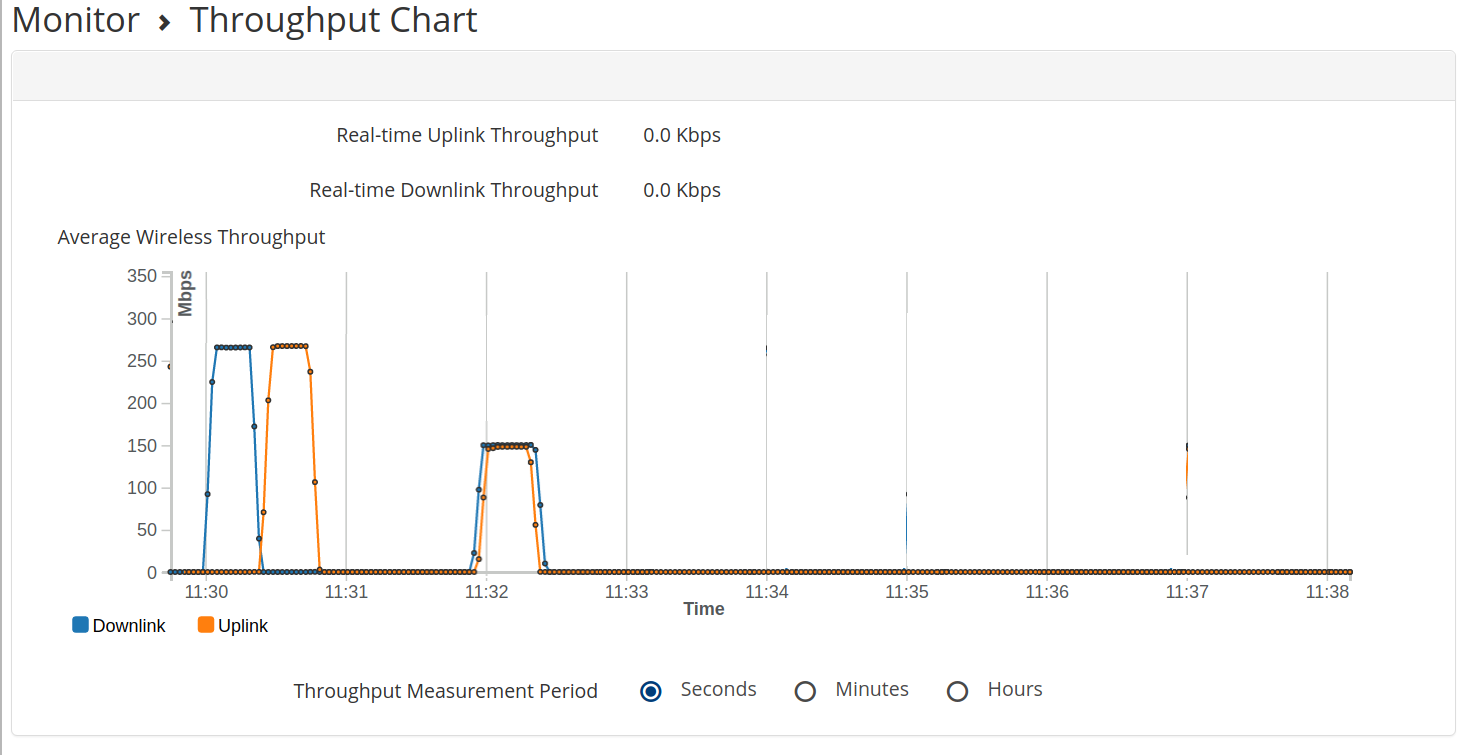 Monitor › Throughput Chart
Real-time Uplink Throughput 0.0 Kbps
Real-time Downlink Throughput 0.0 Kbps
Average Wireless Throughput
Mbps
350
300
250
200
150
100
50
0
11:30 11:31 11:32 11:33 11:34 11:35 11:36 11:37 11:38
Time
Downlink Uplink
Throughput Measurement Period Seconds Minutes Hours